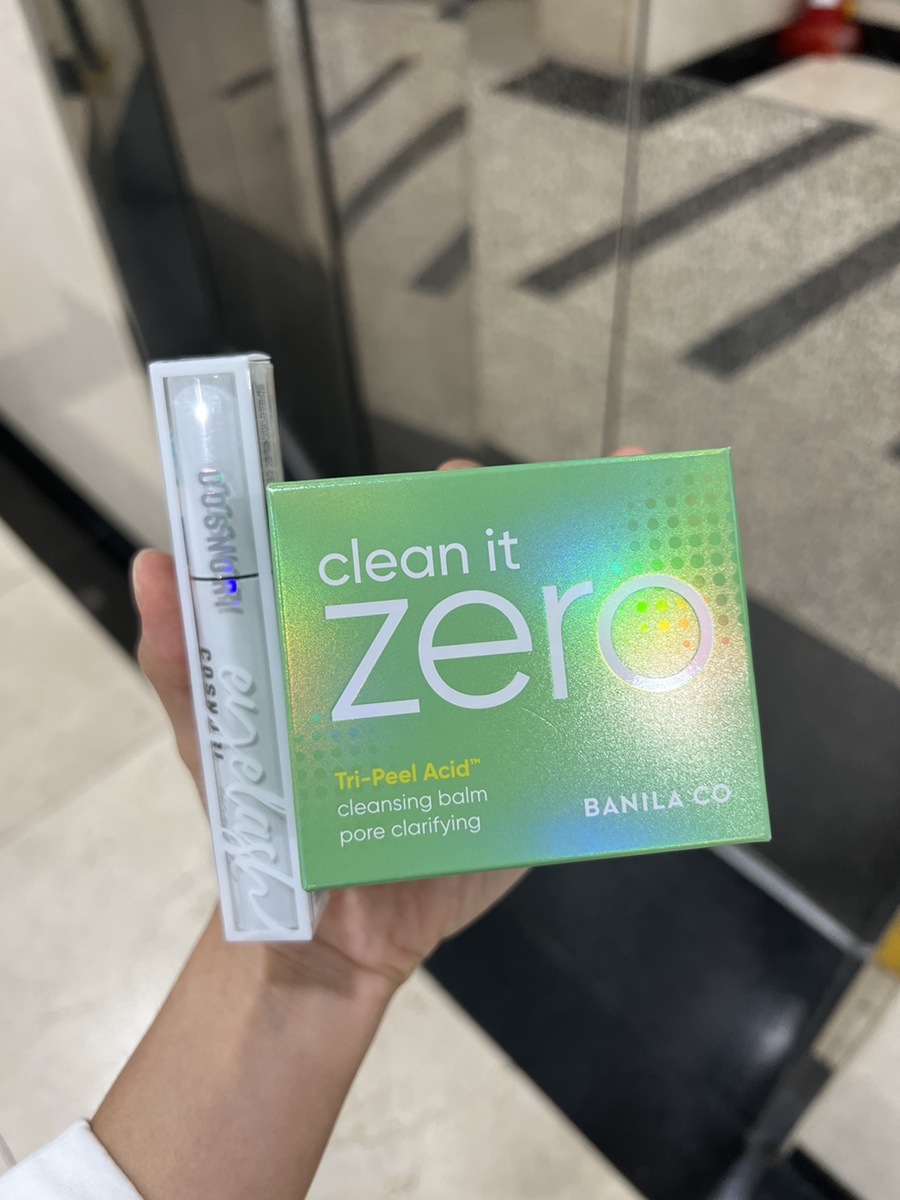 clean it
zero
Tri-Peel Acid™
cleansing balm
pore clarifying
BANILA CO
COSNORI
eyelash